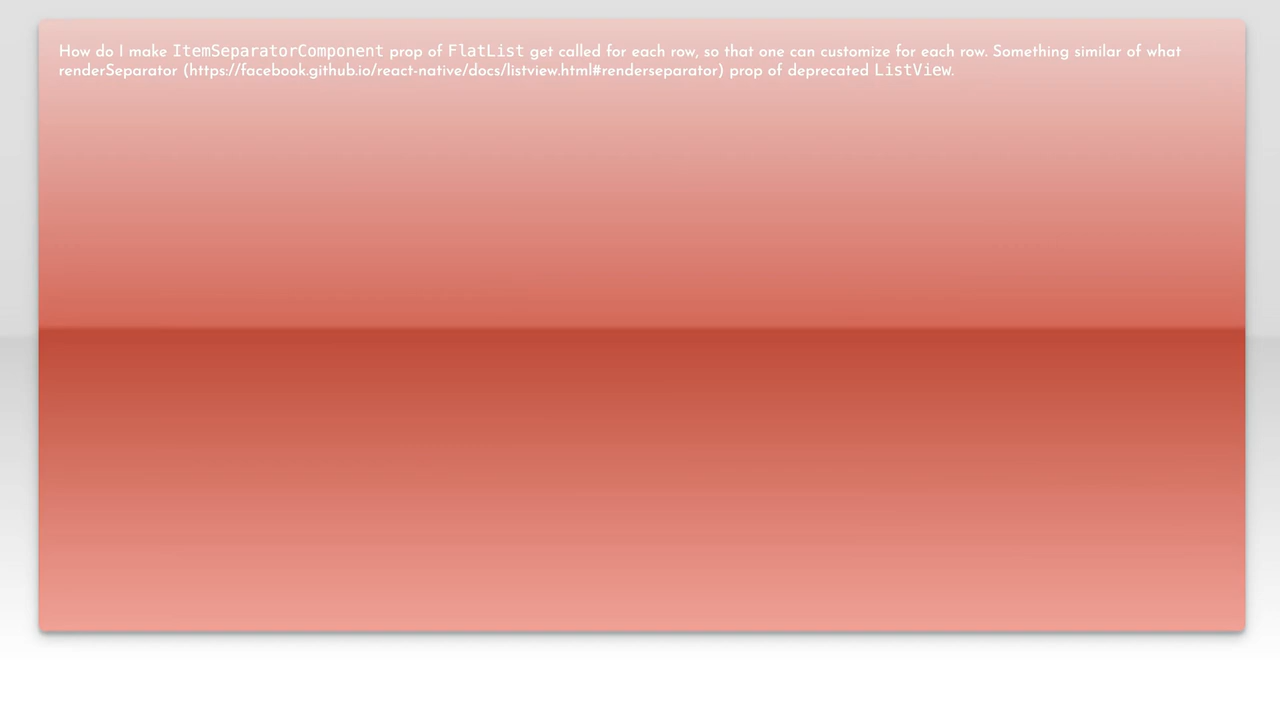 How do I make ItemSeparatorComponent prop of FlatList get called for each row, so that one can customize for each row. Something similar of what
renderSeparator (https://facebook.github.io/react-native/docs/listview.html#renderseparator) prop of deprecated ListView.